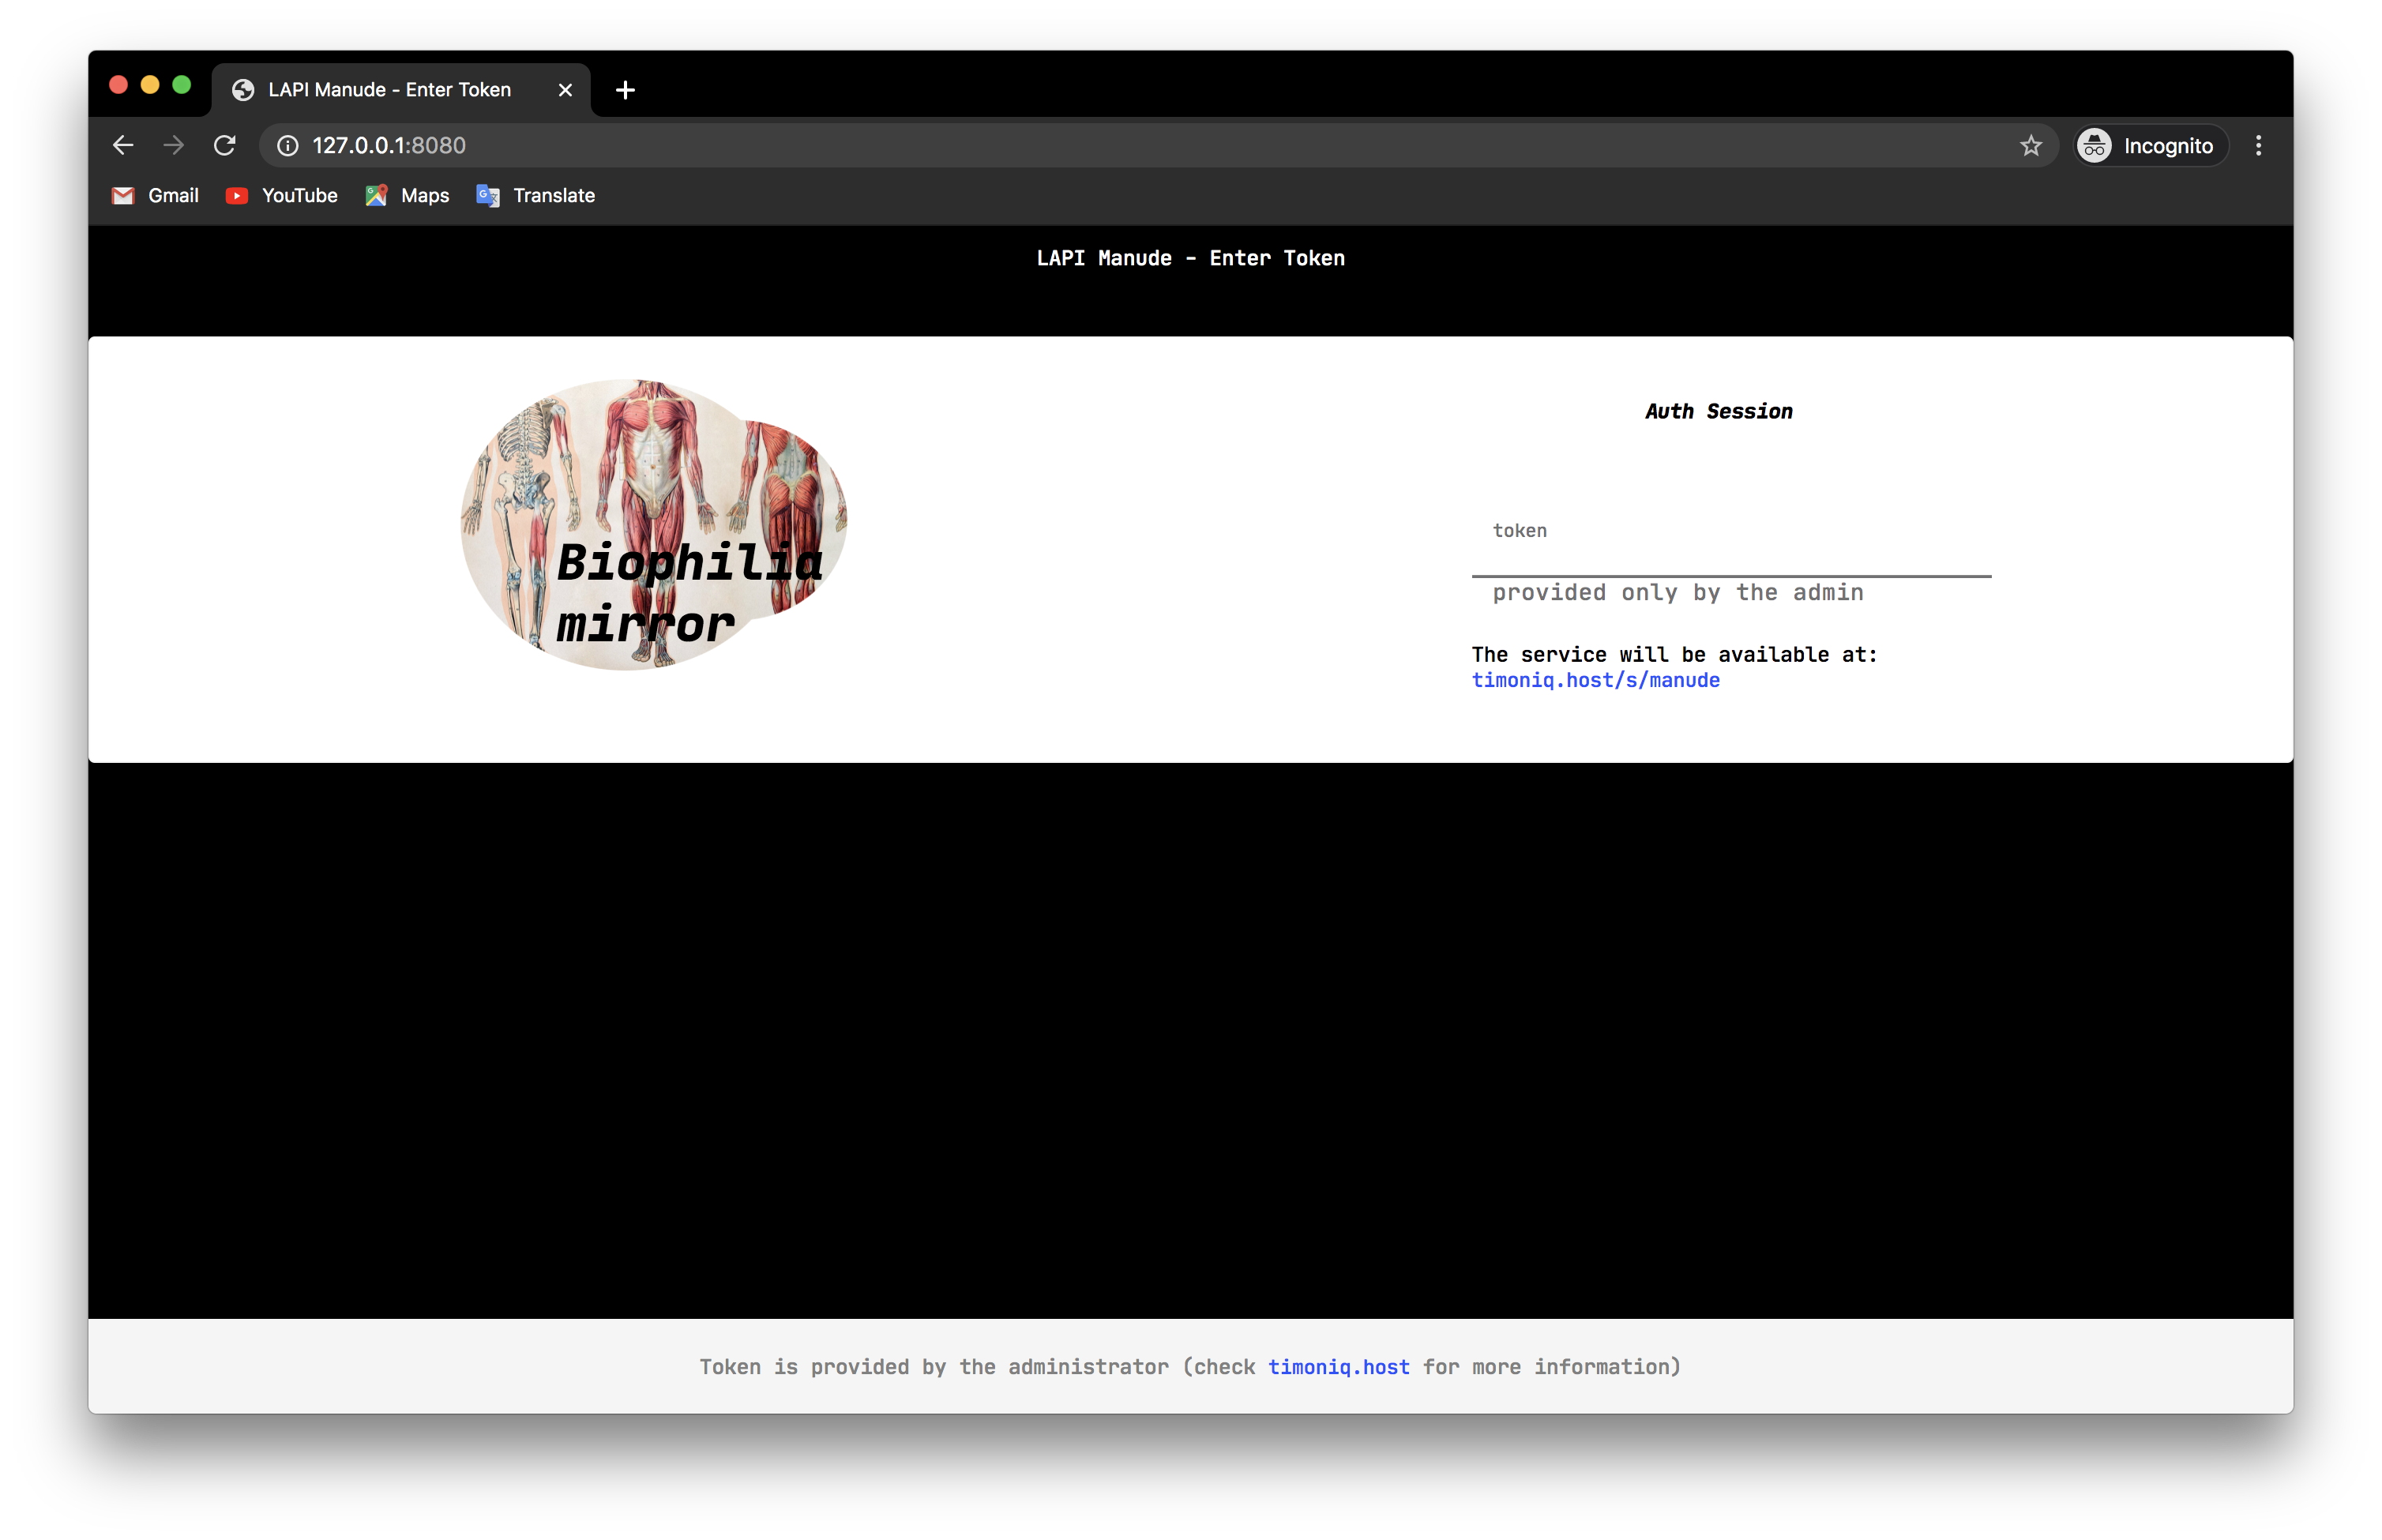 LAPI Manude - Enter Token
127.0.0.1:8080
Incognito
Gmail
YouTube
Maps
Translate
LAPI Manude - Enter Token
Biophilia
mirror
Auth Session
token
provided only by the admin
The service will be available at:
timoniq.host/s/manude
Token is provided by the administrator (check timoniq.host for more information)